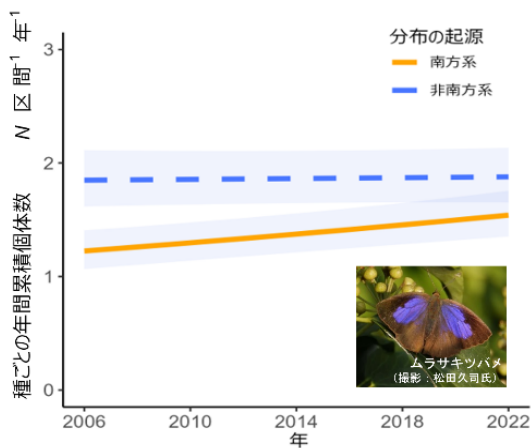 種ごとの年間累積個体数 N 区間⁻¹ 年⁻¹
3
2
1
0
分布の起源
南方系
非南方系
ムラサキツバメ
(撮影：松田久司氏)
2006 2010 2014 2018 2022
年